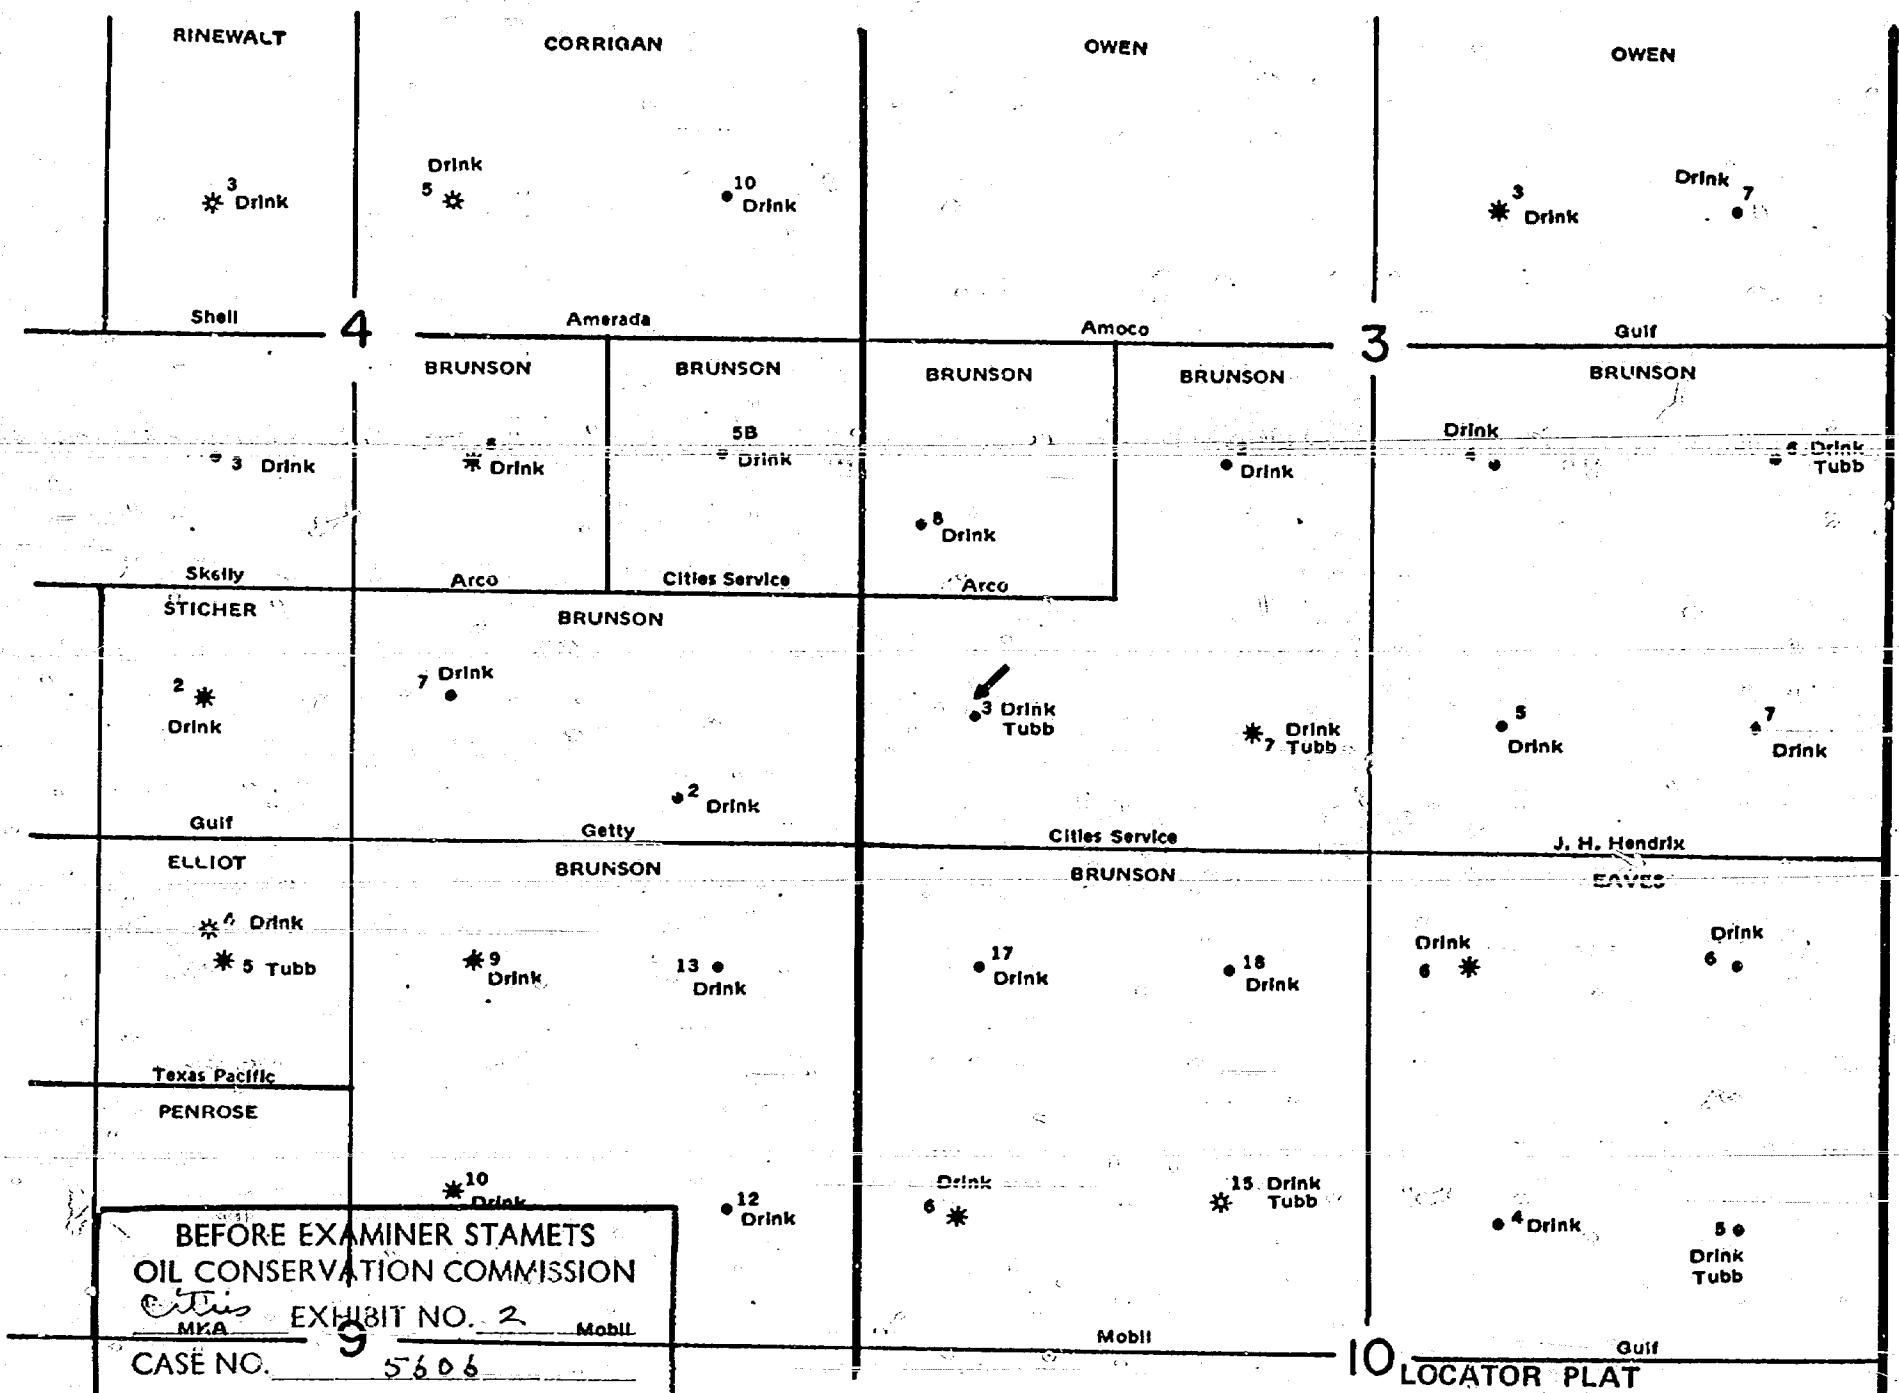 RINEWALT
CORRIGAN
OWEN
OWEN
3 Drink
Drink
5
10
Drink
3
Drink
Drink
7
Shell
4
Amerada
Amoco
3
Gulf
BRUNSON
BRUNSON
BRUNSON
BRUNSON
BRUNSON
3 Drink
Drink
5B
Drink
8
Drink
Drink
Drink
6 Drink
Tubb
Skelly
Arco
Cities Service
Arco
STICHER
BRUNSON
2
Drink
7 Drink
2 Drink
3 Drink
Tubb
7 Drink
Tubb
5
Drink
7
Drink
Gulf
Getty
Cities Service
J. H. Hendrix
ELLIOT
BRUNSON
BRUNSON
EAVES
4 Drink
5 Tubb
9
Drink
13
Drink
17
Drink
18
Drink
Drink
6
Drink
6
Texas Pacific
PENROSE
10
Drink
12
Drink
Drink
6
15 Drink
Tubb
4 Drink
5
Drink
Tubb
BEFORE EXAMINER STAMETS
OIL CONSERVATION COMMISSION
Cities EXHIBIT NO. 2
MKA
9
Mobil
CASE NO. 5606
Mobil
10
Gulf
LOCATOR PLAT